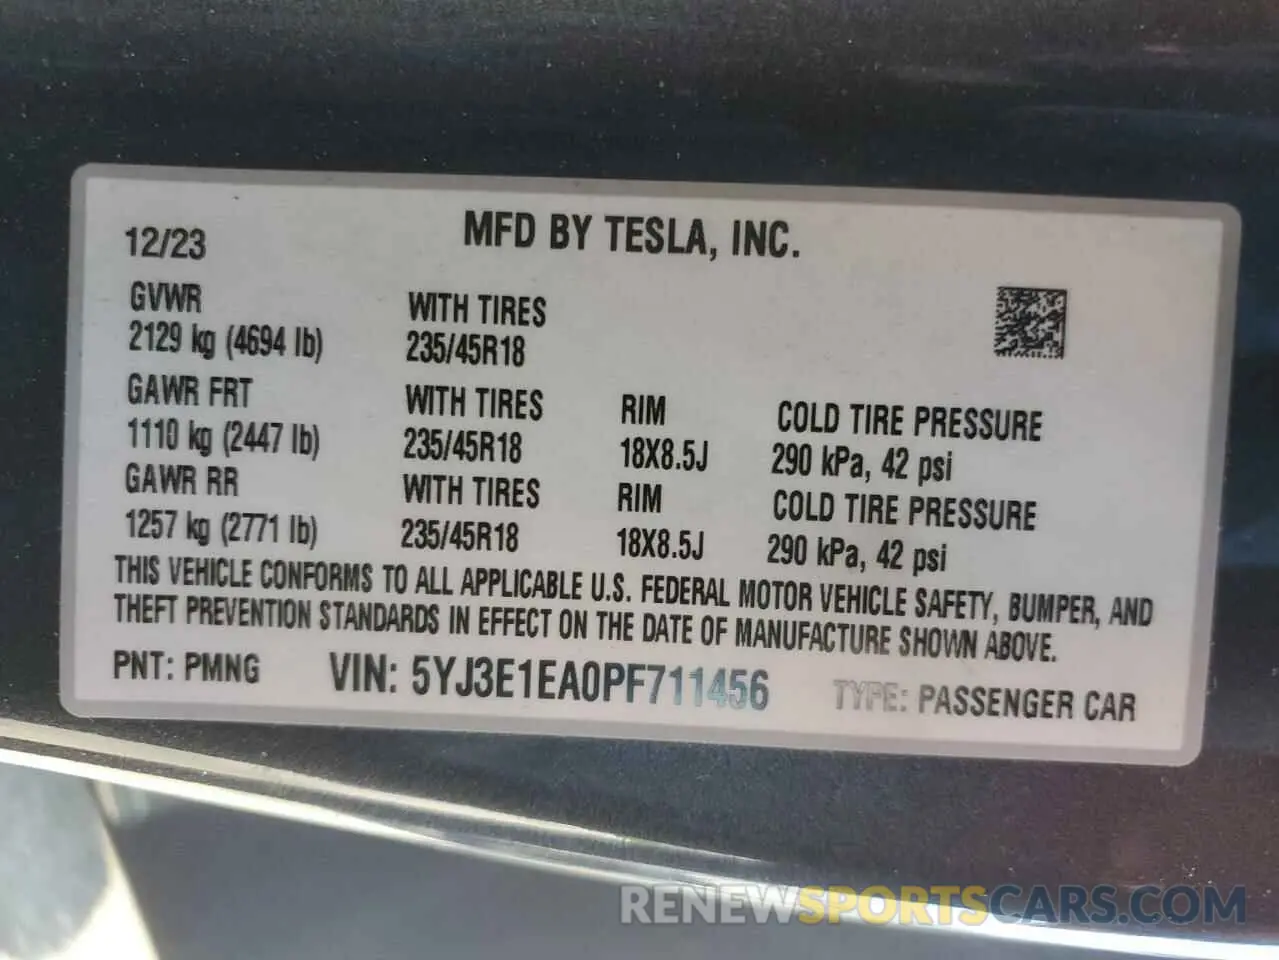 12/23 MFD BY TESLA, INC.
GVWR WITH TIRES
2129 kg (4694 lb) 235/45R18
GAWR FRT WITH TIRES RIM COLD TIRE PRESSURE
1110 kg (2447 lb) 235/45R18 18X8.5J 290 kPa, 42 psi
GAWR RR WITH TIRES RIM COLD TIRE PRESSURE
1257 kg (2771 lb) 235/45R18 18X8.5J 290 kPa, 42 psi
THIS VEHICLE CONFORMS TO ALL APPLICABLE U.S. FEDERAL MOTOR VEHICLE SAFETY, BUMPER, AND
THEFT PREVENTION STANDARDS IN EFFECT ON THE DATE OF MANUFACTURE SHOWN ABOVE.
PNT: PMNG VIN: 5YJ3E1EA0PF711456 TYPE: PASSENGER CAR
RENEWSPORTSCARS.COM